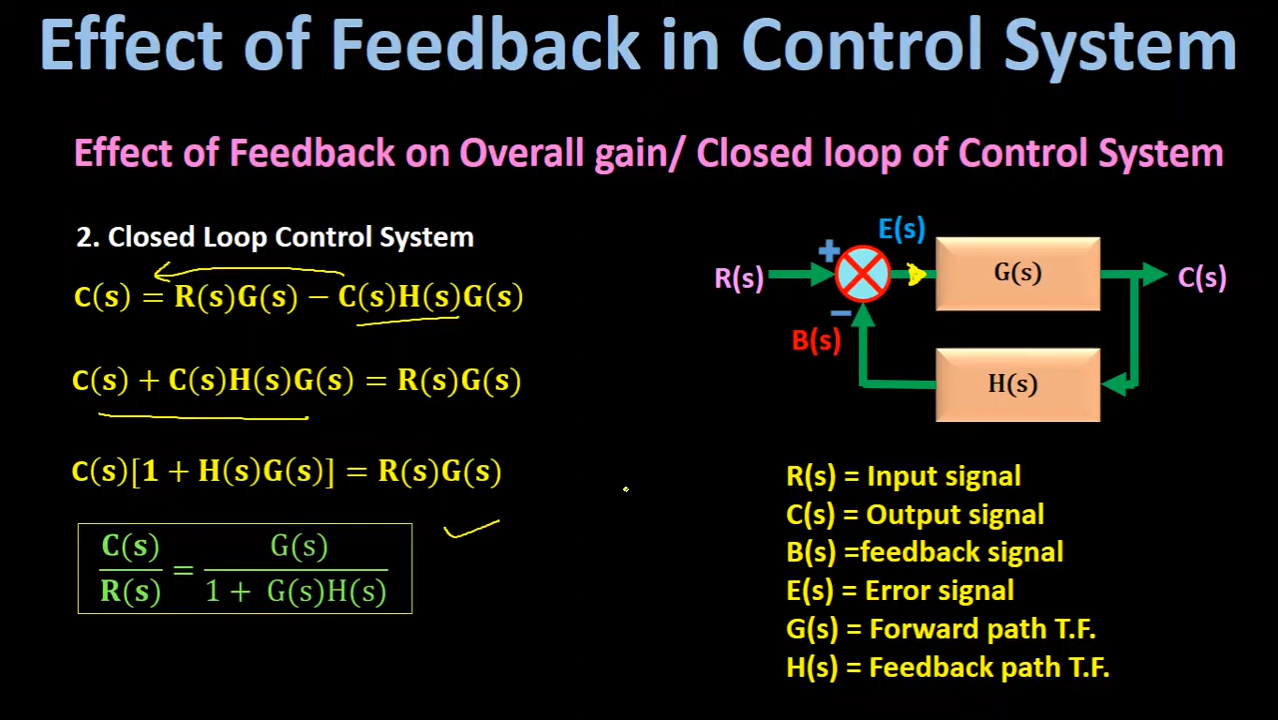 Effect of Feedback in Control System
Effect of Feedback on Overall gain/ Closed loop of Control System
2. Closed Loop Control System
C(s) = R(s)G(s) − C(s)H(s)G(s)
C(s) + C(s)H(s)G(s) = R(s)G(s)
C(s)[1 + H(s)G(s)] = R(s)G(s)
C(s)/R(s) = G(s)/(1 + G(s)H(s))
E(s)
+
R(s)
G(s)
C(s)
−
B(s)
H(s)
R(s) = Input signal
C(s) = Output signal
B(s) =feedback signal
E(s) = Error signal
G(s) = Forward path T.F.
H(s) = Feedback path T.F.